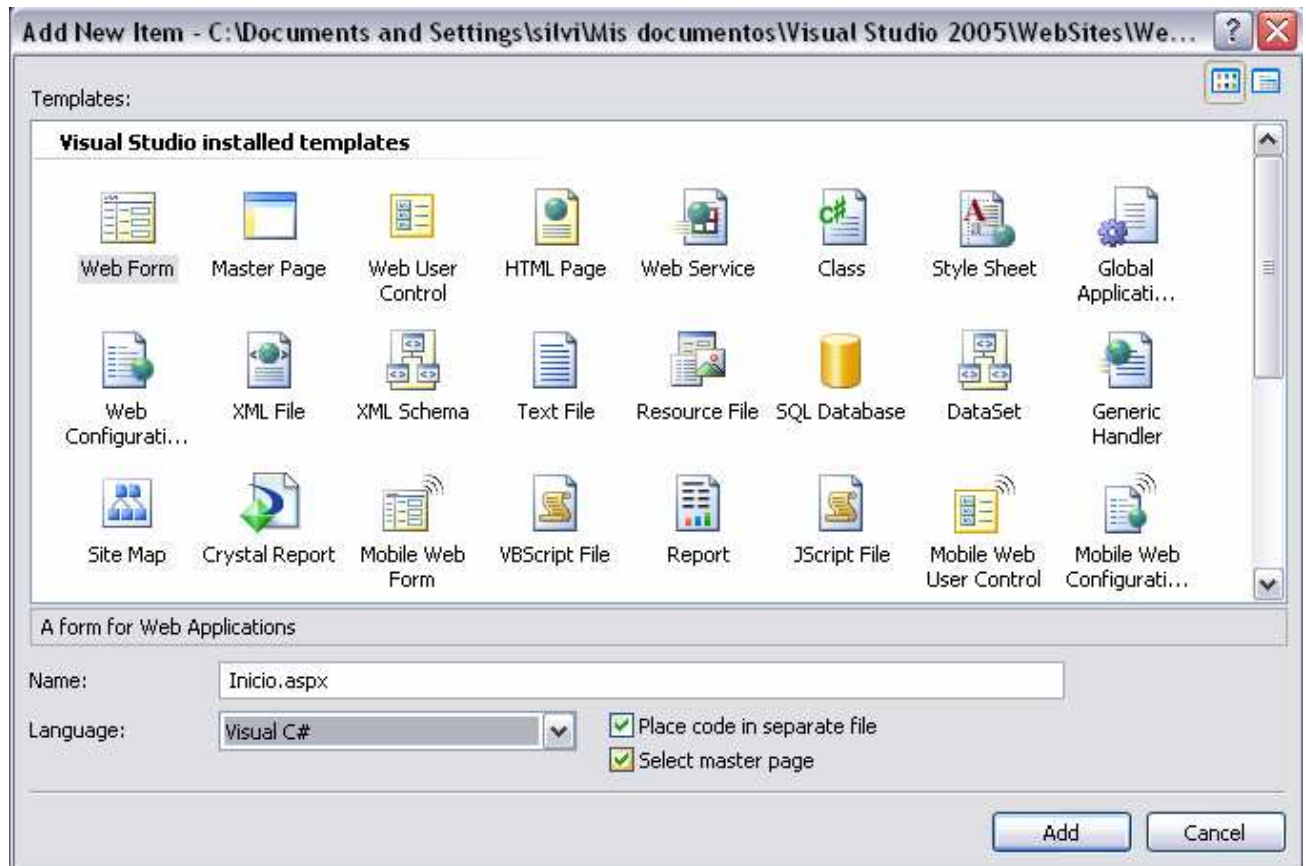 Add New Item - C:\Documents and Settings\silvi\Mis documentos\Visual Studio 2005\WebSites\We...
Templates:
Visual Studio installed templates
Web Form
Master Page
Web User
Control
HTML Page
Web Service
Class
Style Sheet
Global
Applicati...
Web
Configurati...
XML File
XML Schema
Text File
Resource File
SQL Database
DataSet
Generic
Handler
Site Map
Crystal Report
Mobile Web
Form
VBScript File
Report
JScript File
Mobile Web
User Control
Mobile Web
Configurati...
A form for Web Applications
Name:
Inicio.aspx
Language:
Visual C#
Place code in separate file
Select master page
Add
Cancel